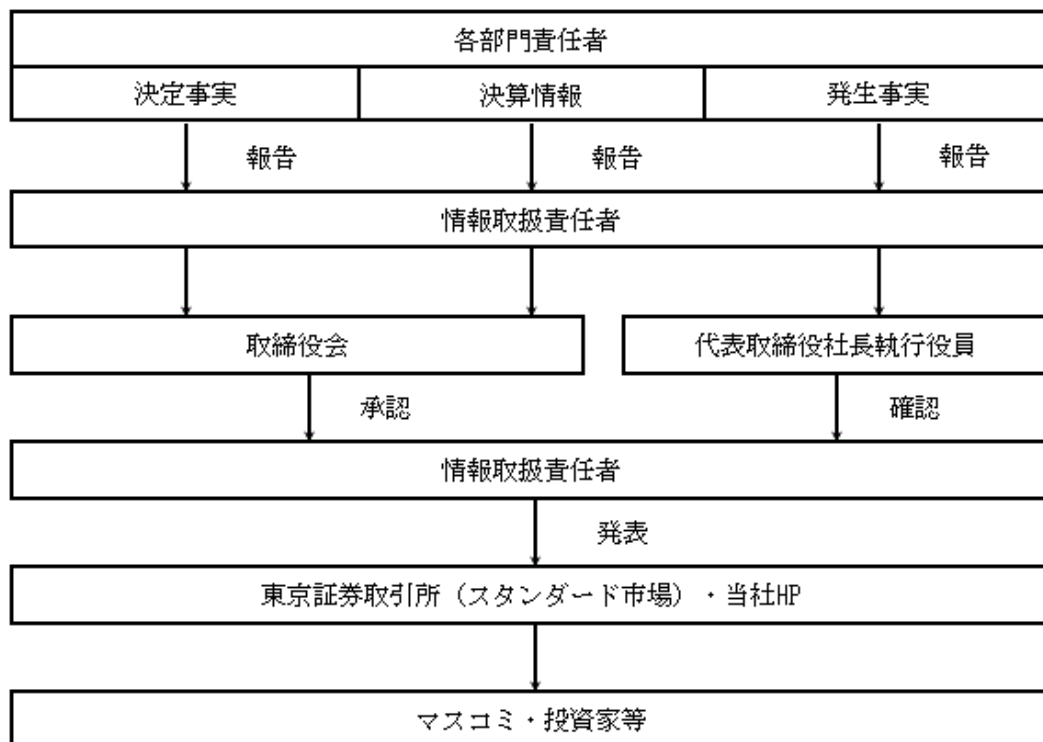 各部門責任者
決定事実
決算情報
発生事実
報告
報告
報告
情報取扱責任者
取締役会
代表取締役社長執行役員
承認
確認
情報取扱責任者
発表
東京証券取引所（スタンダード市場）・当社HP
マスコミ・投資家等